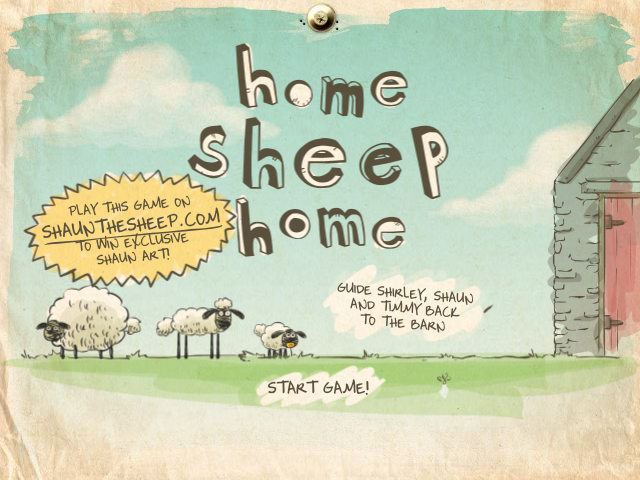 home
sheep
home
PLAY THIS GAME ON
SHAUNTHESHEEP.COM
TO WIN EXCLUSIVE
SHAUN ART!
GUIDE SHIRLEY, SHAUN
AND TIMMY BACK
TO THE BARN
START GAME!